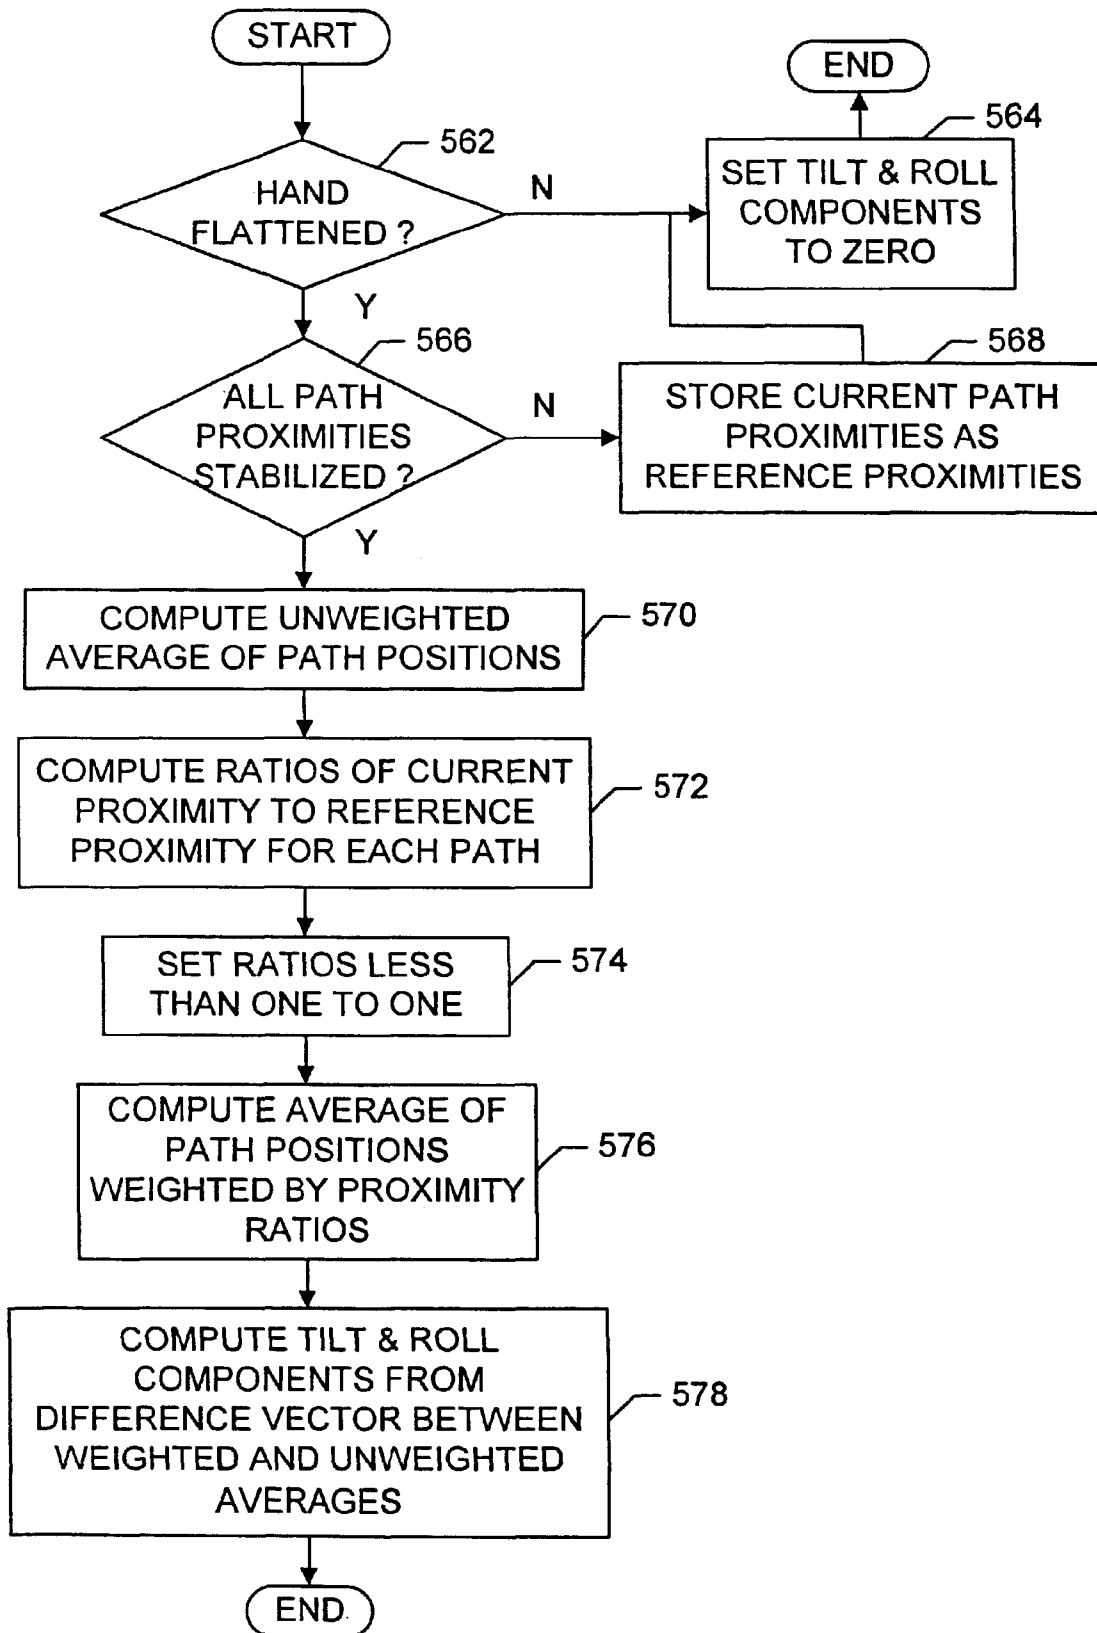 START
END
562
564
HAND
FLATTENED ?
N
SET TILT & ROLL
COMPONENTS
TO ZERO
Y
566
568
ALL PATH
PROXIMITIES
STABILIZED ?
N
STORE CURRENT PATH
PROXIMITIES AS
REFERENCE PROXIMITIES
Y
COMPUTE UNWEIGHTED
AVERAGE OF PATH POSITIONS
570
COMPUTE RATIOS OF CURRENT
PROXIMITY TO REFERENCE
PROXIMITY FOR EACH PATH
572
SET RATIOS LESS
THAN ONE TO ONE
574
COMPUTE AVERAGE OF
PATH POSITIONS
WEIGHTED BY PROXIMITY
RATIOS
576
COMPUTE TILT & ROLL
COMPONENTS FROM
DIFFERENCE VECTOR BETWEEN
WEIGHTED AND UNWEIGHTED
AVERAGES
578
END